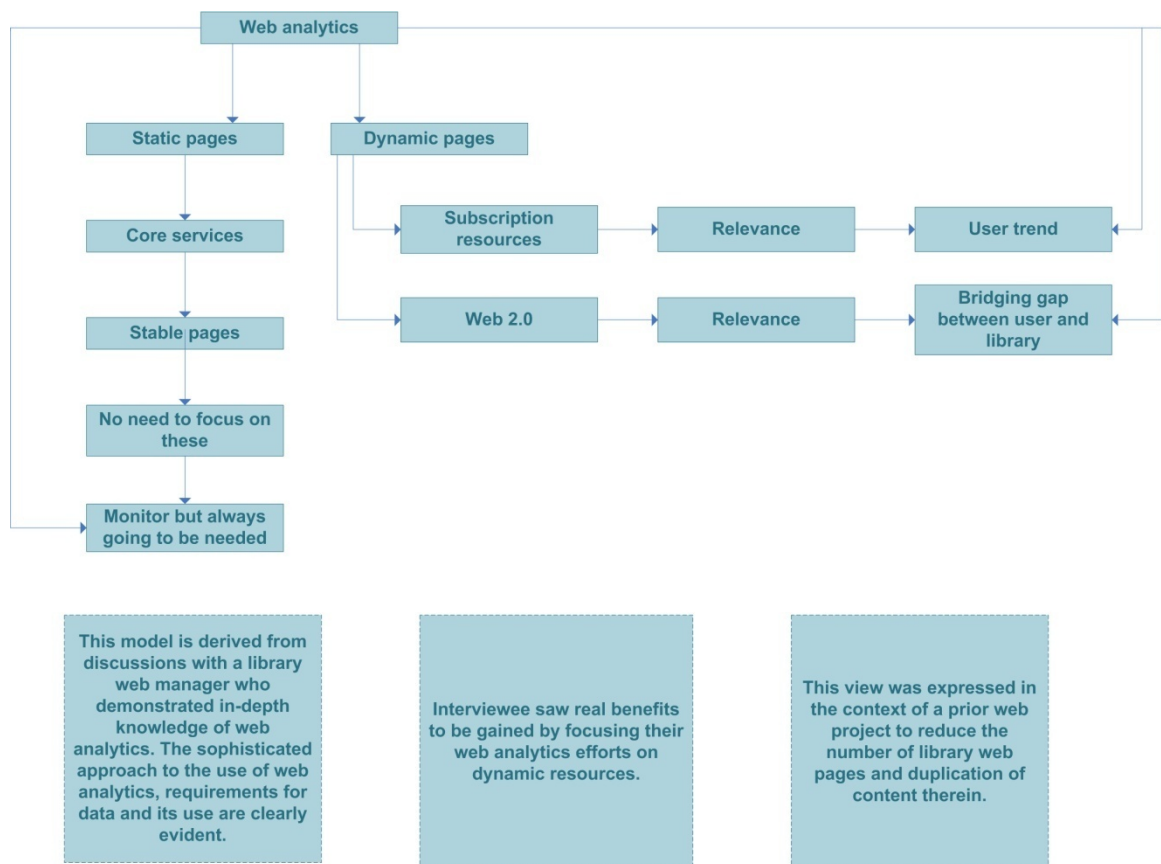 Web analytics
Static pages
Dynamic pages
Core services
Subscription
resources
Relevance
User trend
Stable pages
Web 2.0
Relevance
Bridging gap
between user and
library
No need to focus on
these
Monitor but always
going to be needed
This model is derived from
discussions with a library
web manager who
demonstrated in-depth
knowledge of web
analytics. The sophisticated
approach to the use of web
analytics, requirements for
data and its use are clearly
evident.
Interviewee saw real benefits
to be gained by focusing their
web analytics efforts on
dynamic resources.
This view was expressed in
the context of a prior web
project to reduce the
number of library web
pages and duplication of
content therein.